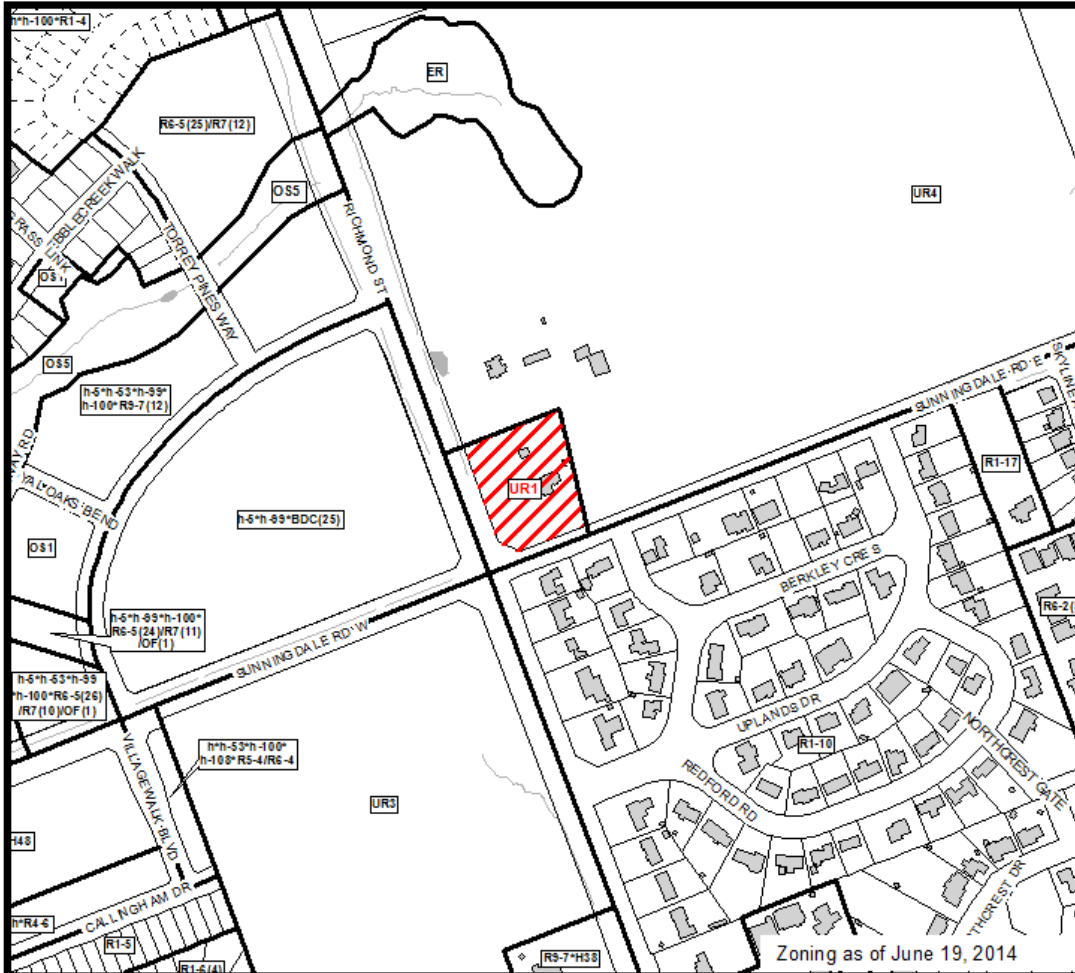 h*h-100*R1-4
ER
R6-5(25)/R7(12)
OS5
UR4
TORREY PINES WAY
RICHMOND ST
OS5
h-5*h-53*h-99*
h-100*R9-7(12)
SUNNINGDALE RD E
R1-17
UR1
h-5*h-99*BDC(25)
OS1
BERKLEY CRES
h-5*h-99*h-100*
R6-5(24)/R7(11)
/OF(1)
SUNNINGDALE RD W
h-5*h-53*h-99
*h-100*R6-5(26)
/R7(10)/OF(1)
UPLANDS DR
R1-10
NORTHCREST GATE
REDFORD RD
VILLAGEWALK BLVD
h*h-53*h-100*
h-108*R5-4/R6-4
UR3
H48
CALLINGHAM DR
h*R4-6
R1-5
R1-6(4)
R9-7*H38
Zoning as of June 19, 2014